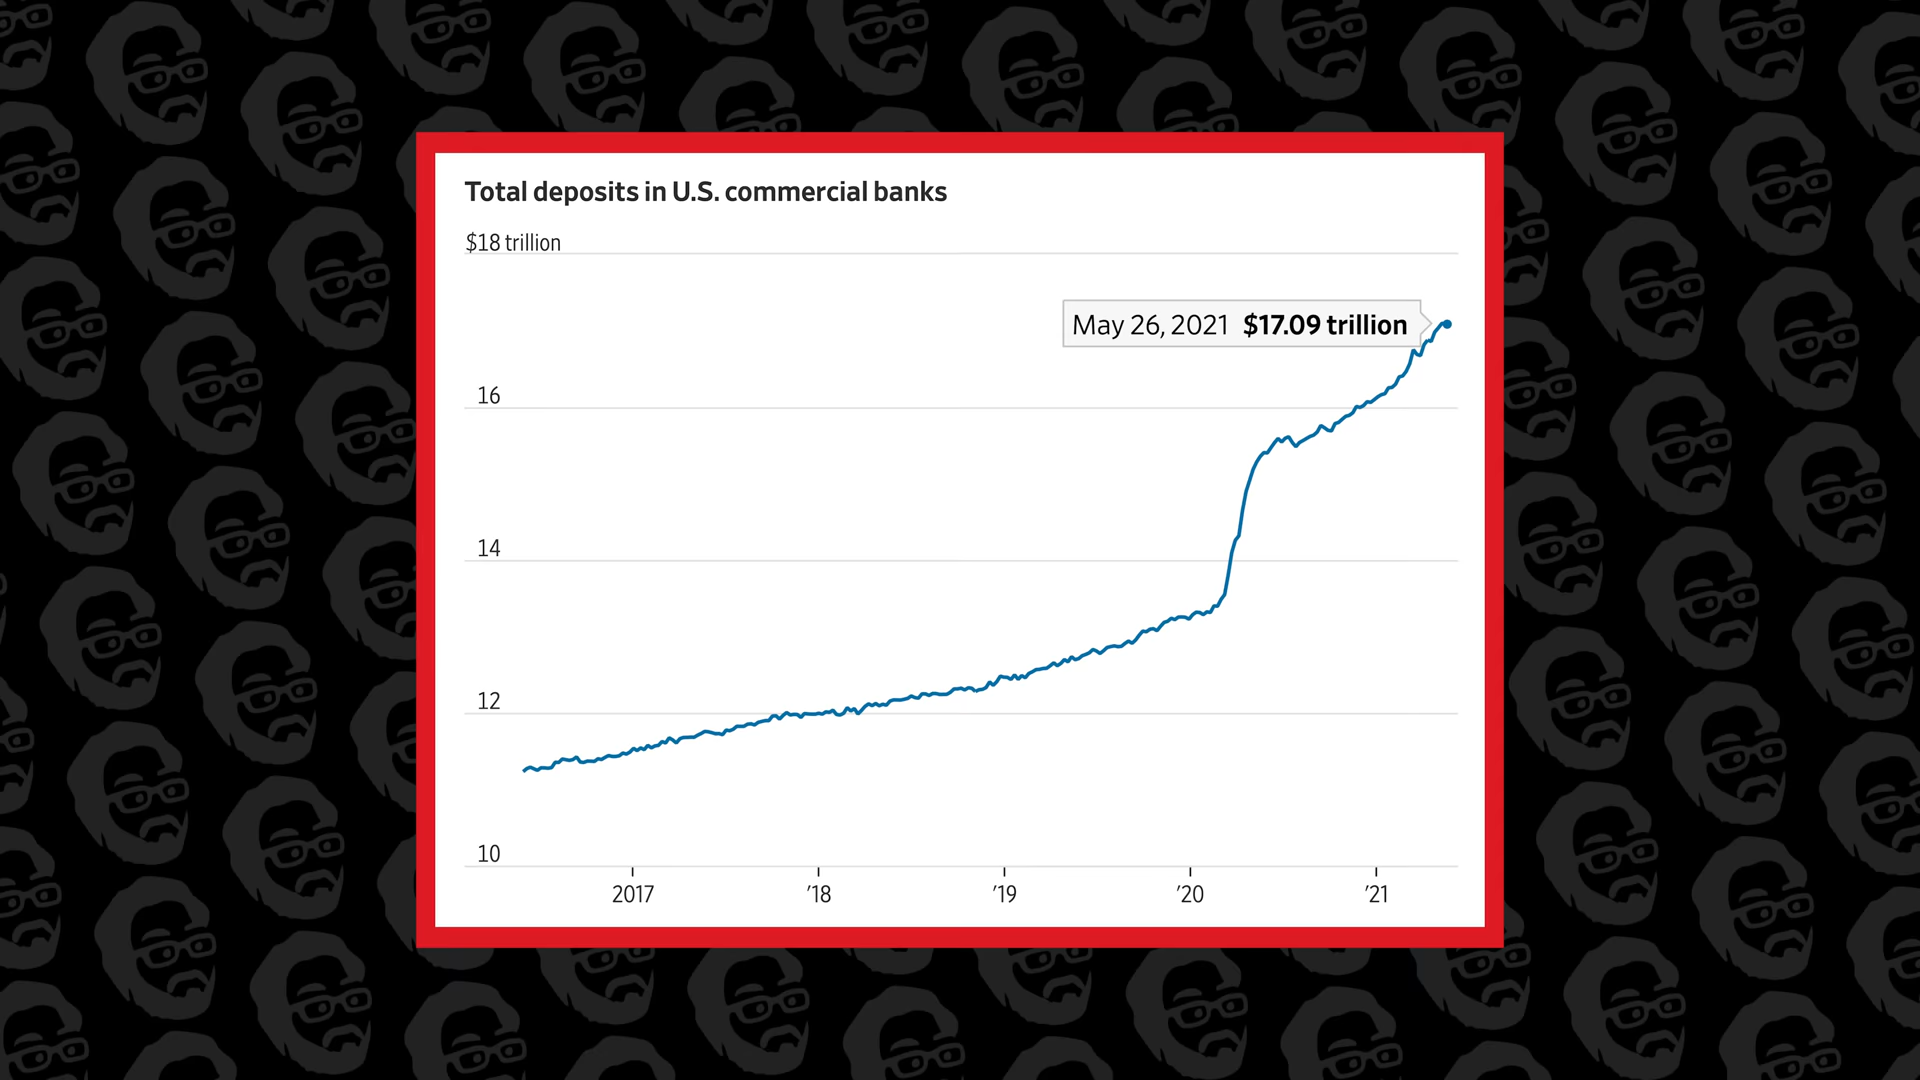 Total deposits in U.S. commercial banks
$18 trillion
May 26, 2021 $17.09 trillion
16
14
12
10
2017 ’18 ’19 ’20 ’21